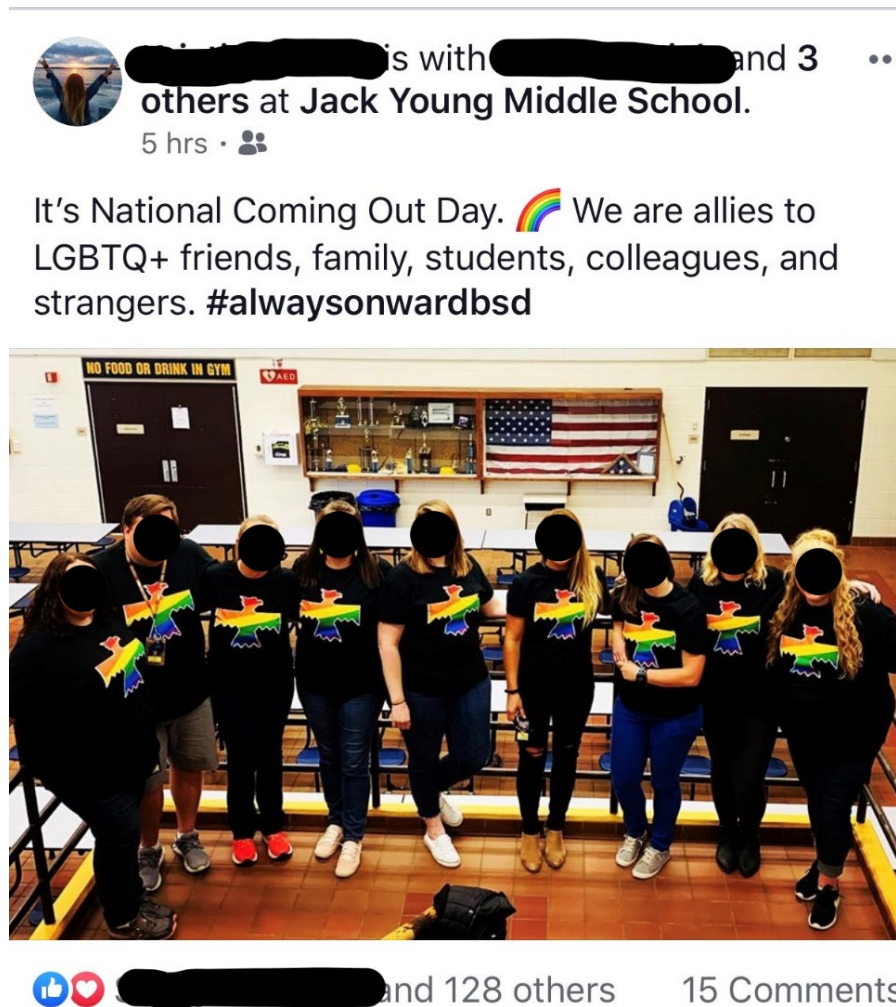 is with and 3
others at Jack Young Middle School.
5 hrs ·
It's National Coming Out Day. 🌈 We are allies to
LGBTQ+ friends, family, students, colleagues, and
strangers. #alwaysonwardbsd
NO FOOD OR DRINK IN GYM
AED
and 128 others 15 Comments